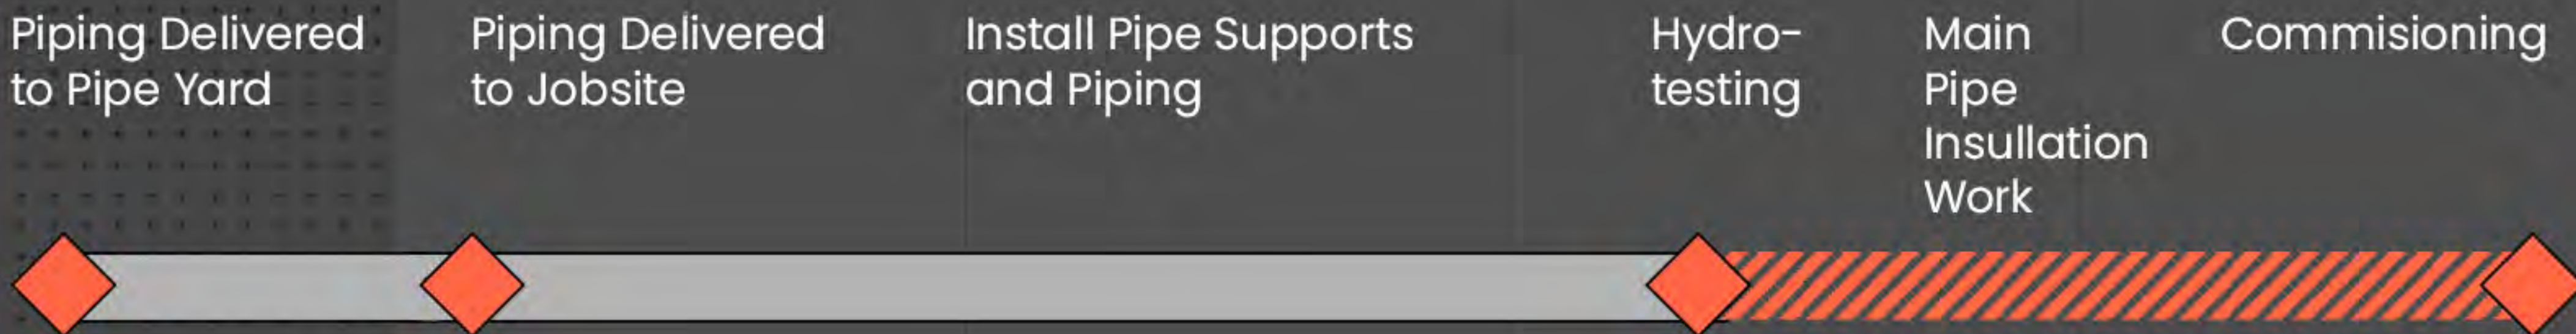 Piping Delivered
to Pipe Yard
Piping Delivered
to Jobsite
Install Pipe Supports
and Piping
Hydro-
testing
Main
Pipe
Insullation
Work
Commisioning